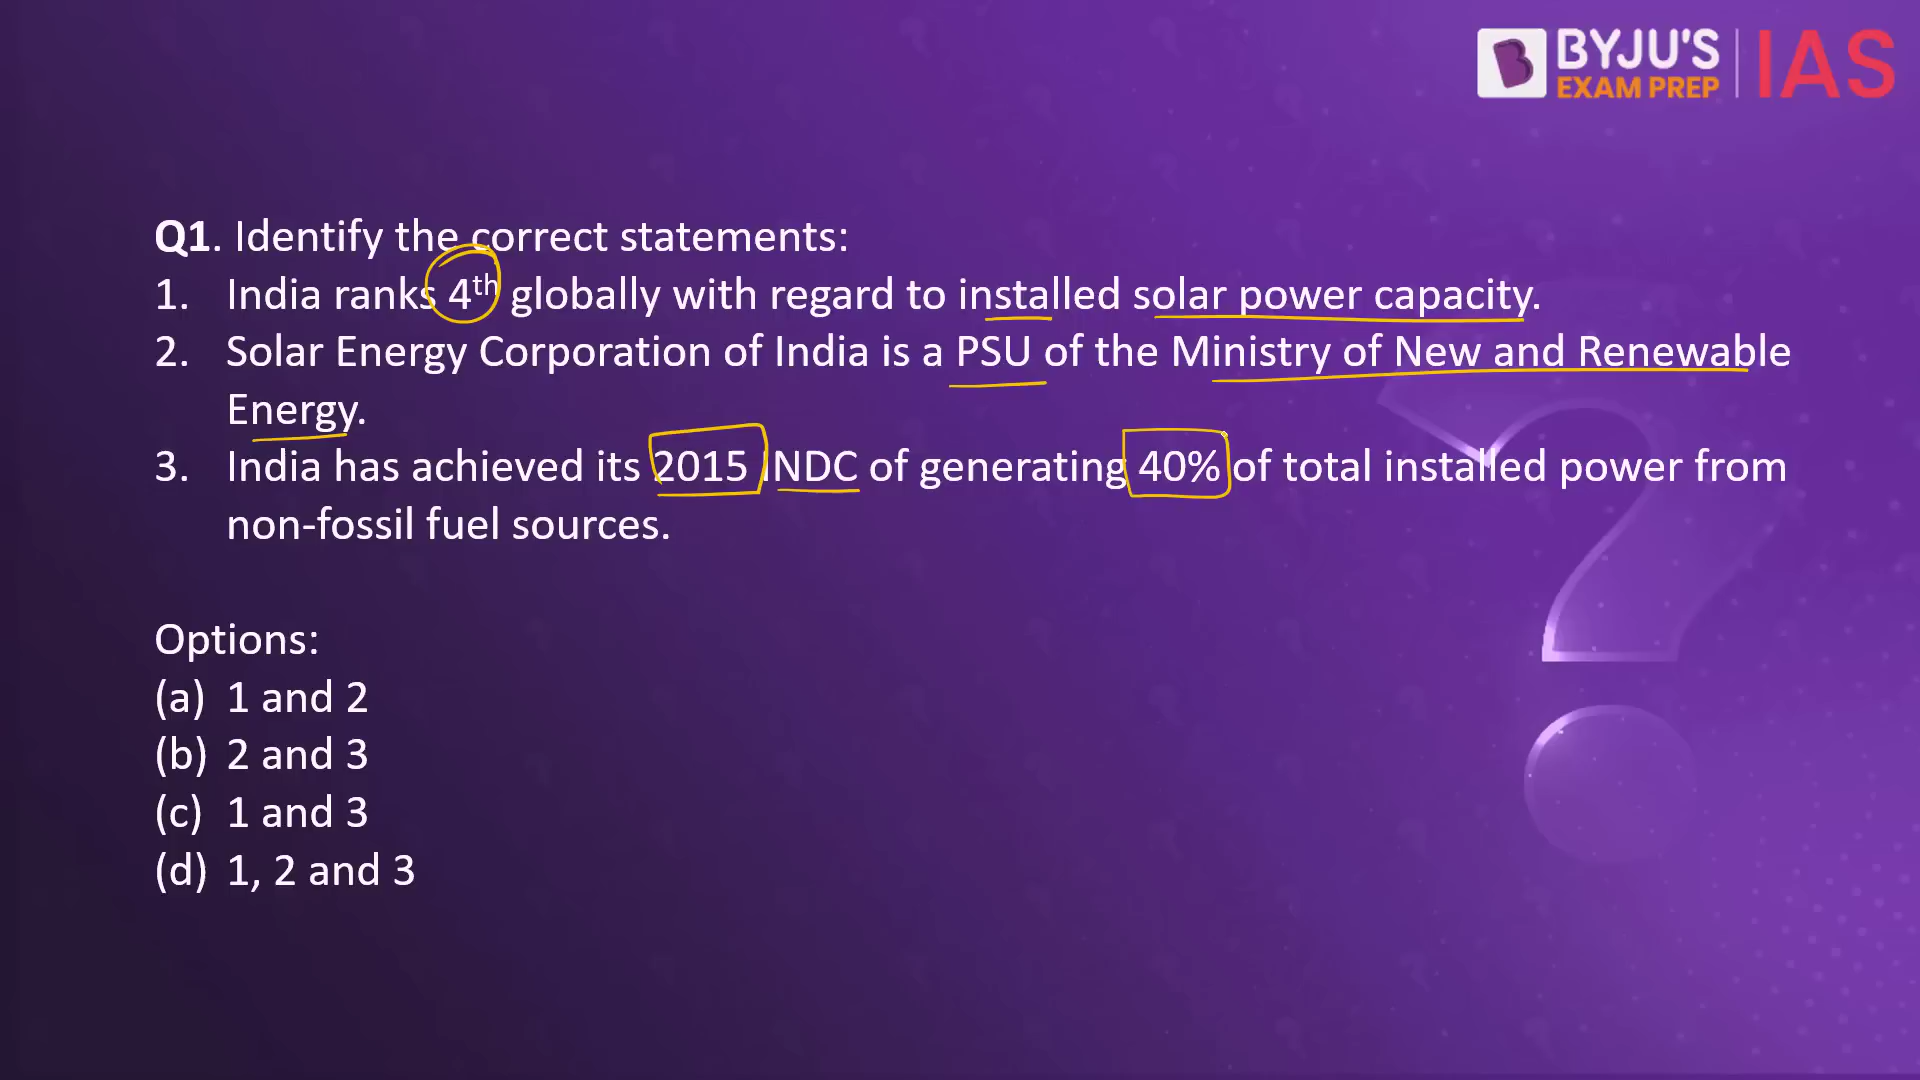 BYJU'S
EXAM PREP
IAS
Q1. Identify the correct statements:
1. India ranks 4th globally with regard to installed solar power capacity.
2. Solar Energy Corporation of India is a PSU of the Ministry of New and Renewable
Energy.
3. India has achieved its 2015 INDC of generating 40% of total installed power from
non-fossil fuel sources.
Options:
(a) 1 and 2
(b) 2 and 3
(c) 1 and 3
(d) 1, 2 and 3